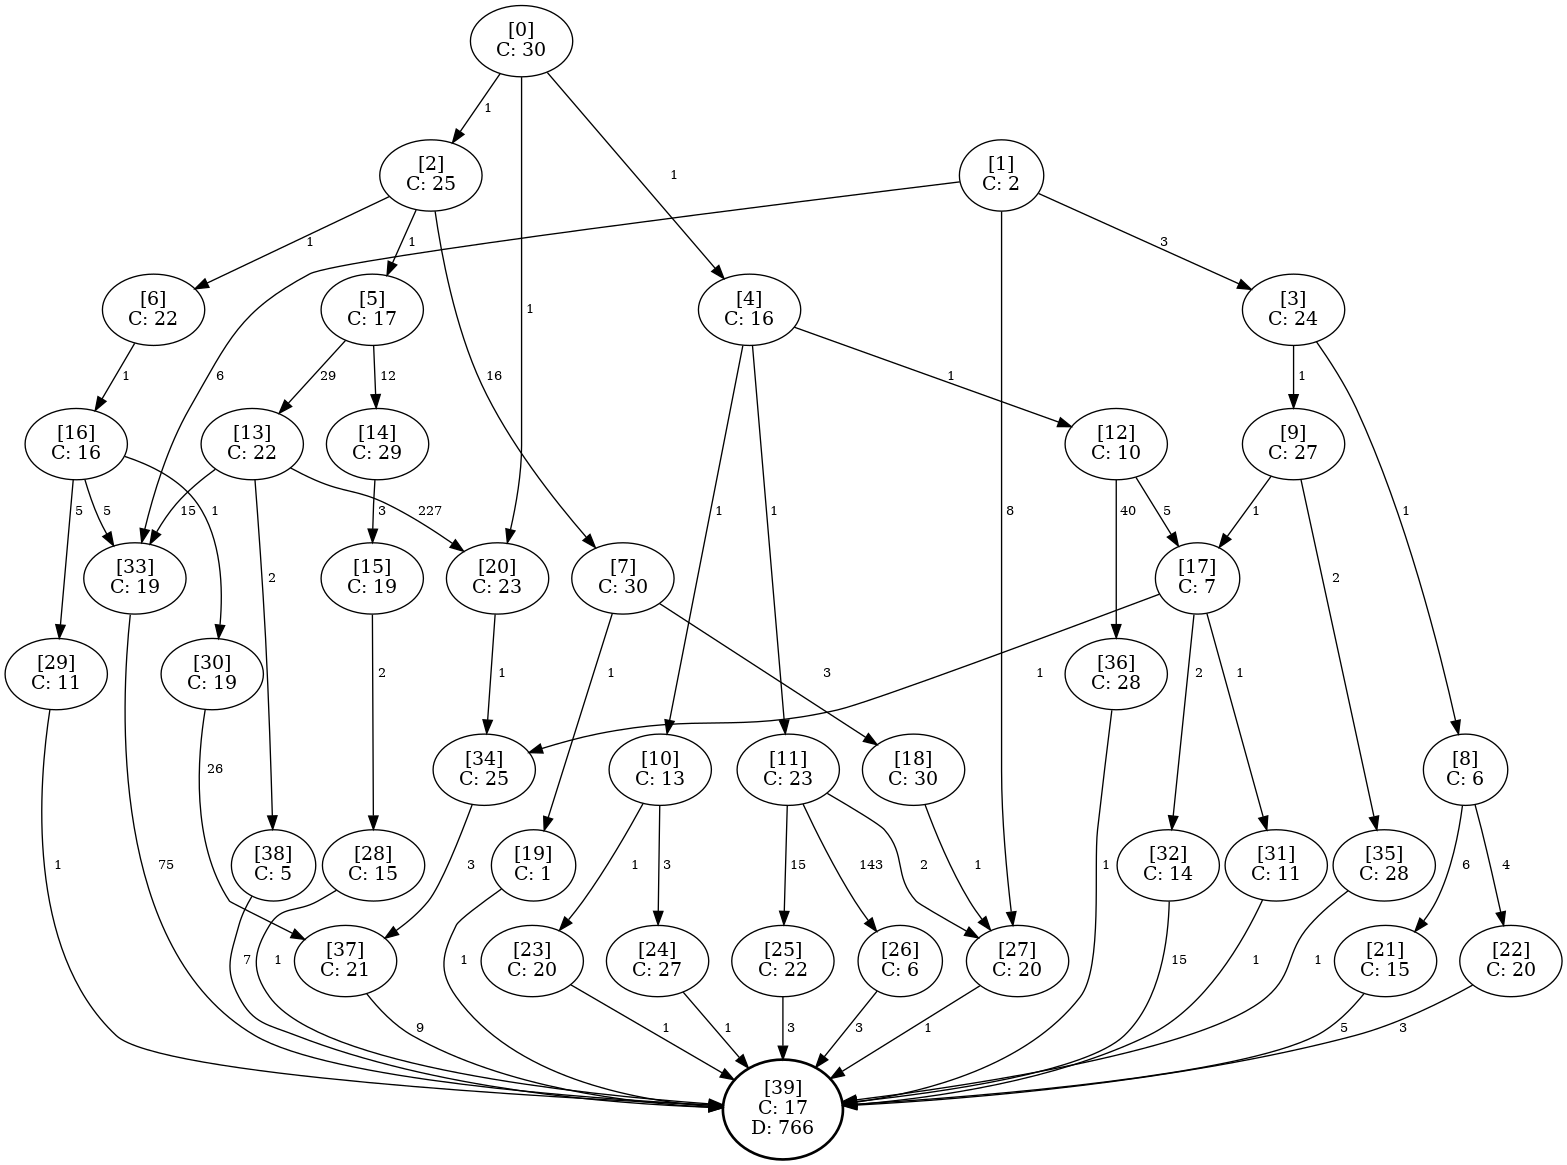 [0]
C: 30
1
[2]
C: 25
[1]
C: 2
1
1
1
3
[6]
C: 22
[5]
C: 17
1
[4]
C: 16
[3]
C: 24
1
29
12
6
16
1
1
[16]
C: 16
[13]
C: 22
[14]
C: 29
[12]
C: 10
[9]
C: 27
5
5
15
1
3
227
1
1
8
40
5
1
1
[33]
C: 19
[15]
C: 19
[20]
C: 23
[7]
C: 30
[17]
C: 7
2
2
[29]
C: 11
[30]
C: 19
2
1
1
3
1
[36]
C: 28
2
1
26
[34]
C: 25
[10]
C: 13
[11]
C: 23
[18]
C: 30
[8]
C: 6
1
75
[38]
C: 5
[28]
C: 15
3
[19]
C: 1
1
3
15
143
2
1
1
[32]
C: 14
[31]
C: 11
[35]
C: 28
6
4
7
1
[37]
C: 21
1
[23]
C: 20
[24]
C: 27
[25]
C: 22
[26]
C: 6
[27]
C: 20
15
1
1
[21]
C: 15
[22]
C: 20
9
1
1
3
3
1
5
3
[39]
C: 17
D: 766